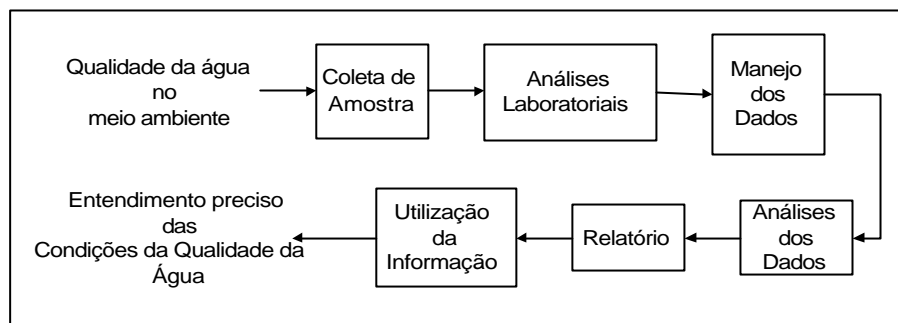 Qualidade da água
no
meio ambiente
Coleta de
Amostra
Análises
Laboratoriais
Manejo
dos
Dados
Análises
dos
Dados
Relatório
Utilização
da
Informação
Entendimento preciso
das
Condições da Qualidade da
Água